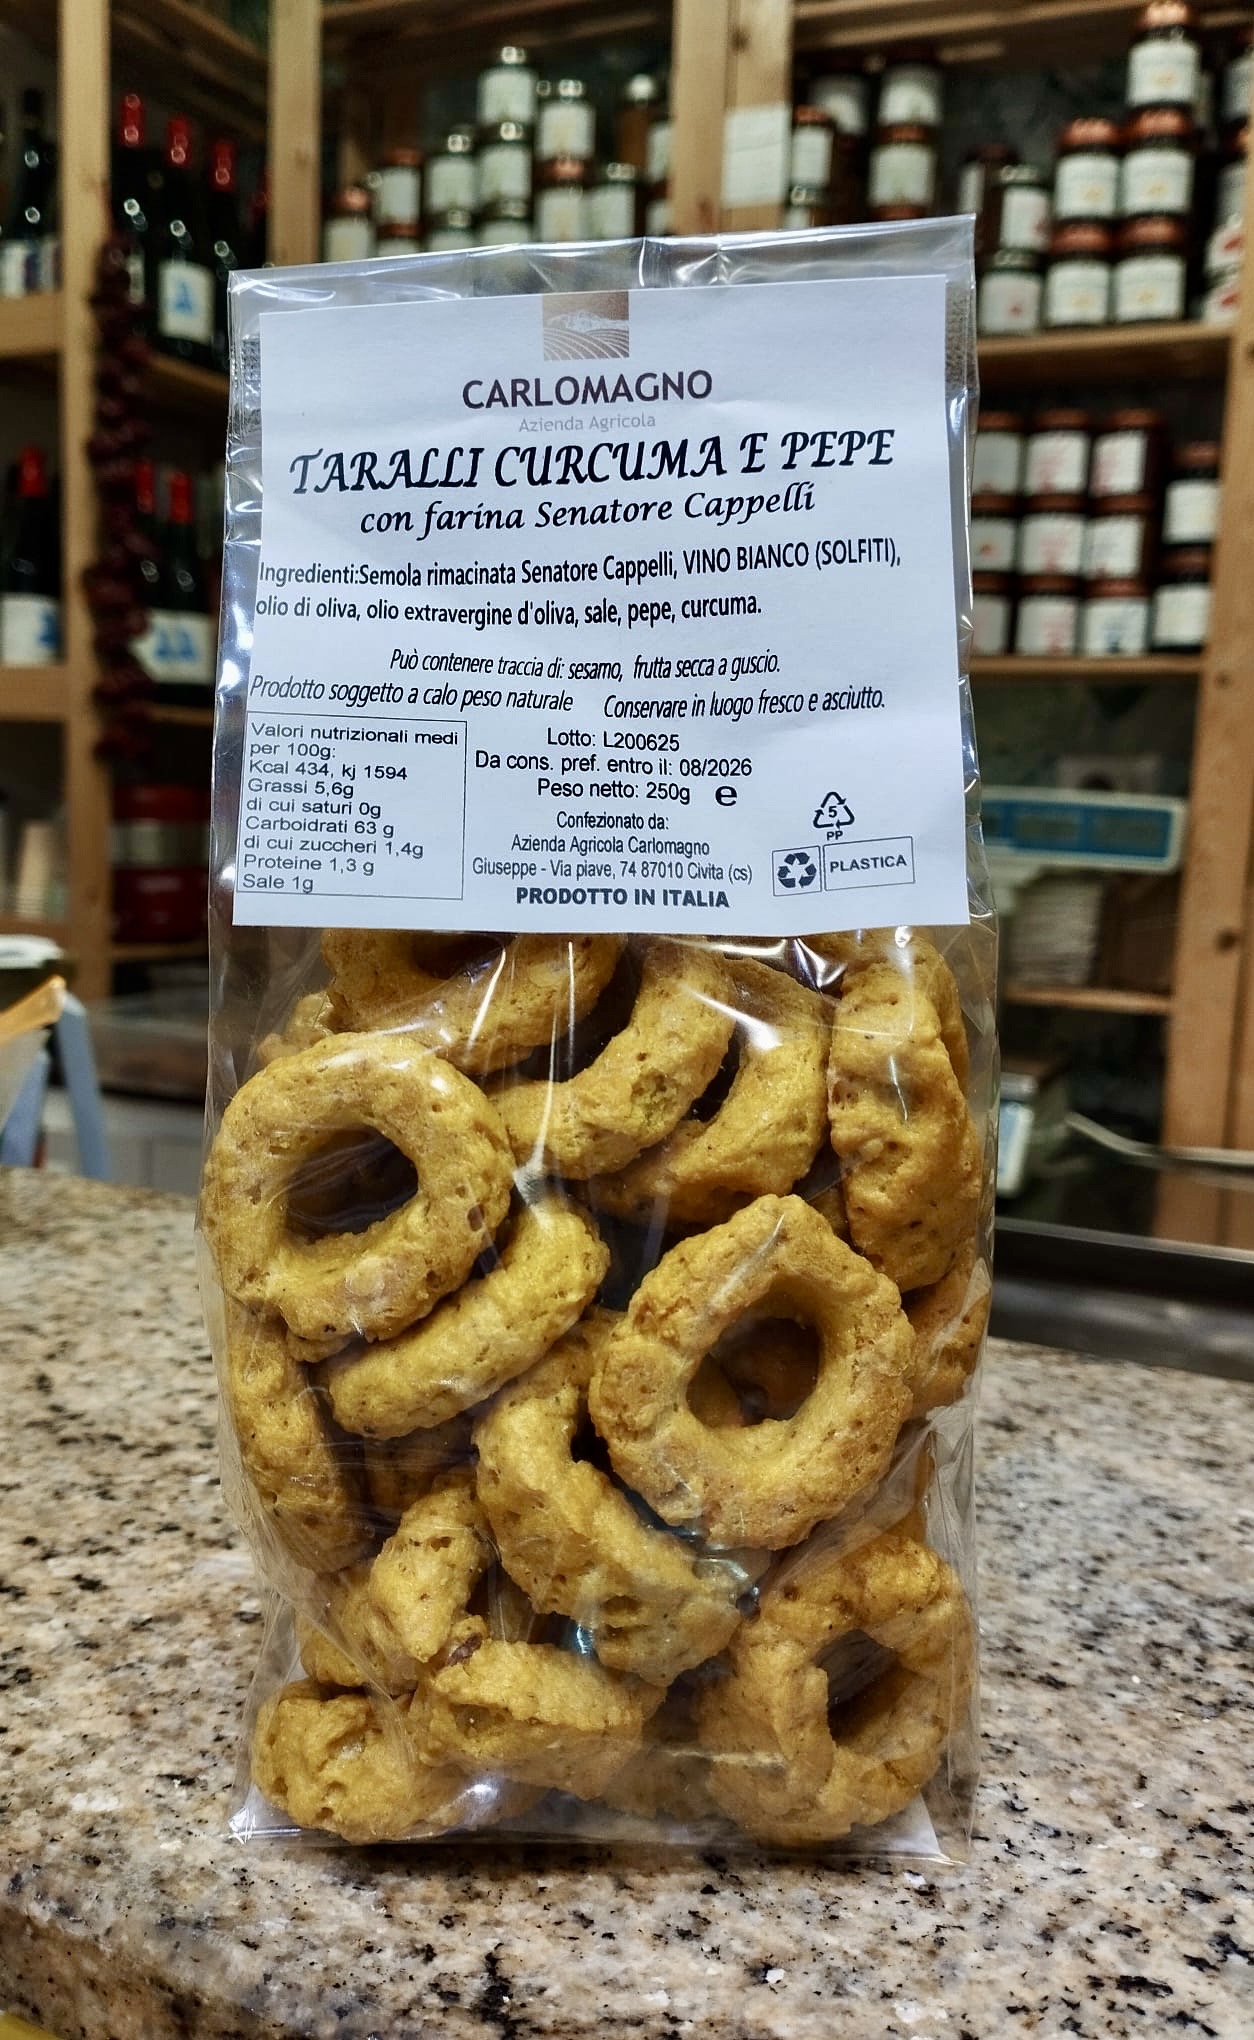 CARLOMAGNO
Azienda Agricola
TARALLI CURCUMA E PEPE
con farina Senatore Cappelli
Ingredienti:Semola rimacinata Senatore Cappelli, VINO BIANCO (SOLFITI),
olio di oliva, olio extravergine d'oliva, sale, pepe, curcuma.
Può contenere traccia di: sesamo, frutta secca a guscio.
Prodotto soggetto a calo peso naturale Conservare in luogo fresco e asciutto.
Valori nutrizionali medi
per 100g:
Kcal 434, kj 1594
Grassi 5,6g
di cui saturi 0g
Carboidrati 63 g
di cui zuccheri 1,4g
Proteine 1,3 g
Sale 1g
Lotto: L200625
Da cons. pref. entro il: 08/2026
Peso netto: 250g e
Confezionato da:
Azienda Agricola Carlomagno
Giuseppe - Via piave, 74 87010 Civita (cs)
PRODOTTO IN ITALIA
5
PP
PLASTICA